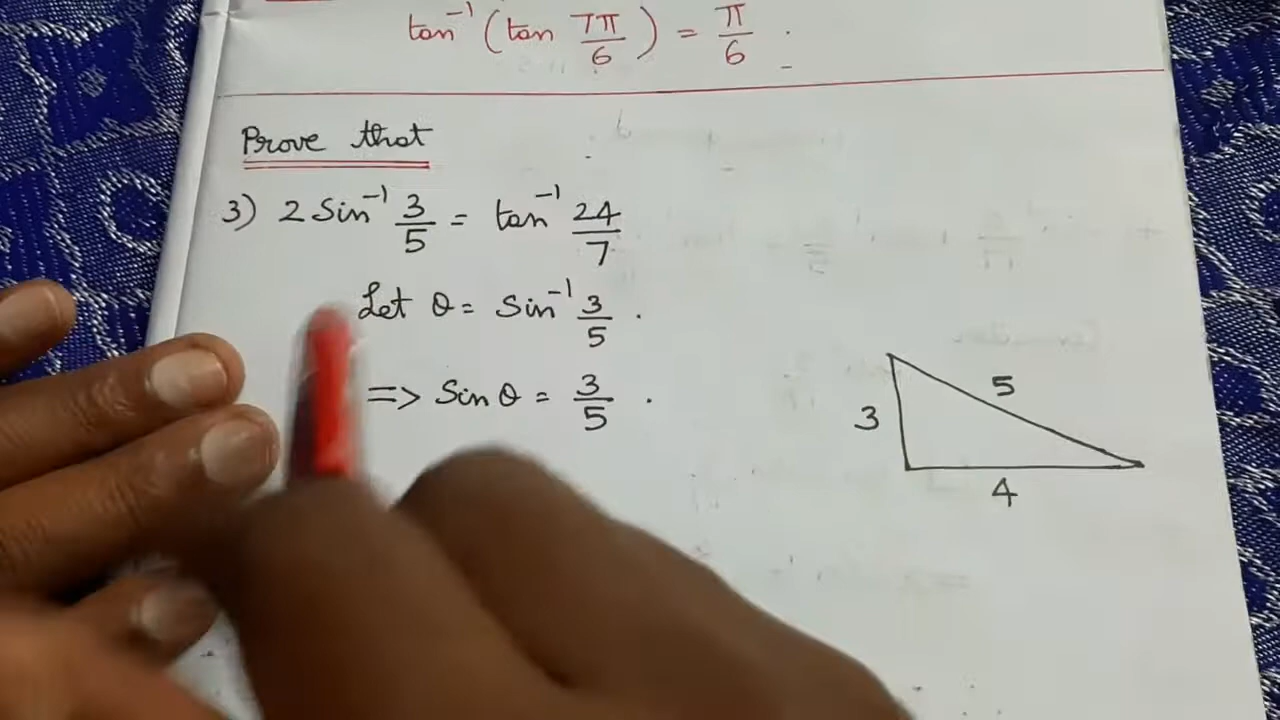 tan⁻¹ (tan 7π/6) = π/6 .
Prove that
3) 2 Sin⁻¹ 3/5 = tan⁻¹ 24/7
Let θ = Sin⁻¹ 3/5 .
=> Sin θ = 3/5 .
5
3
4